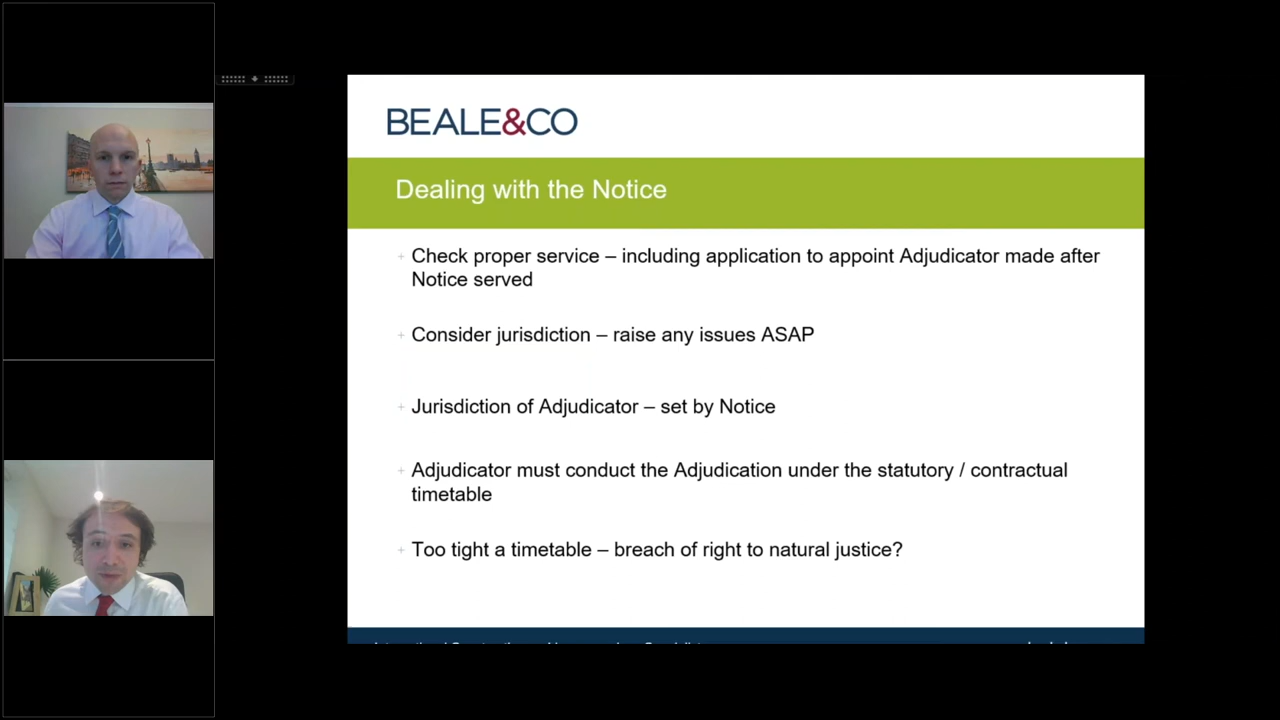 BEALE&CO
Dealing with the Notice
Check proper service – including application to appoint Adjudicator made after
Notice served
Consider jurisdiction – raise any issues ASAP
Jurisdiction of Adjudicator – set by Notice
Adjudicator must conduct the Adjudication under the statutory / contractual
timetable
Too tight a timetable – breach of right to natural justice?